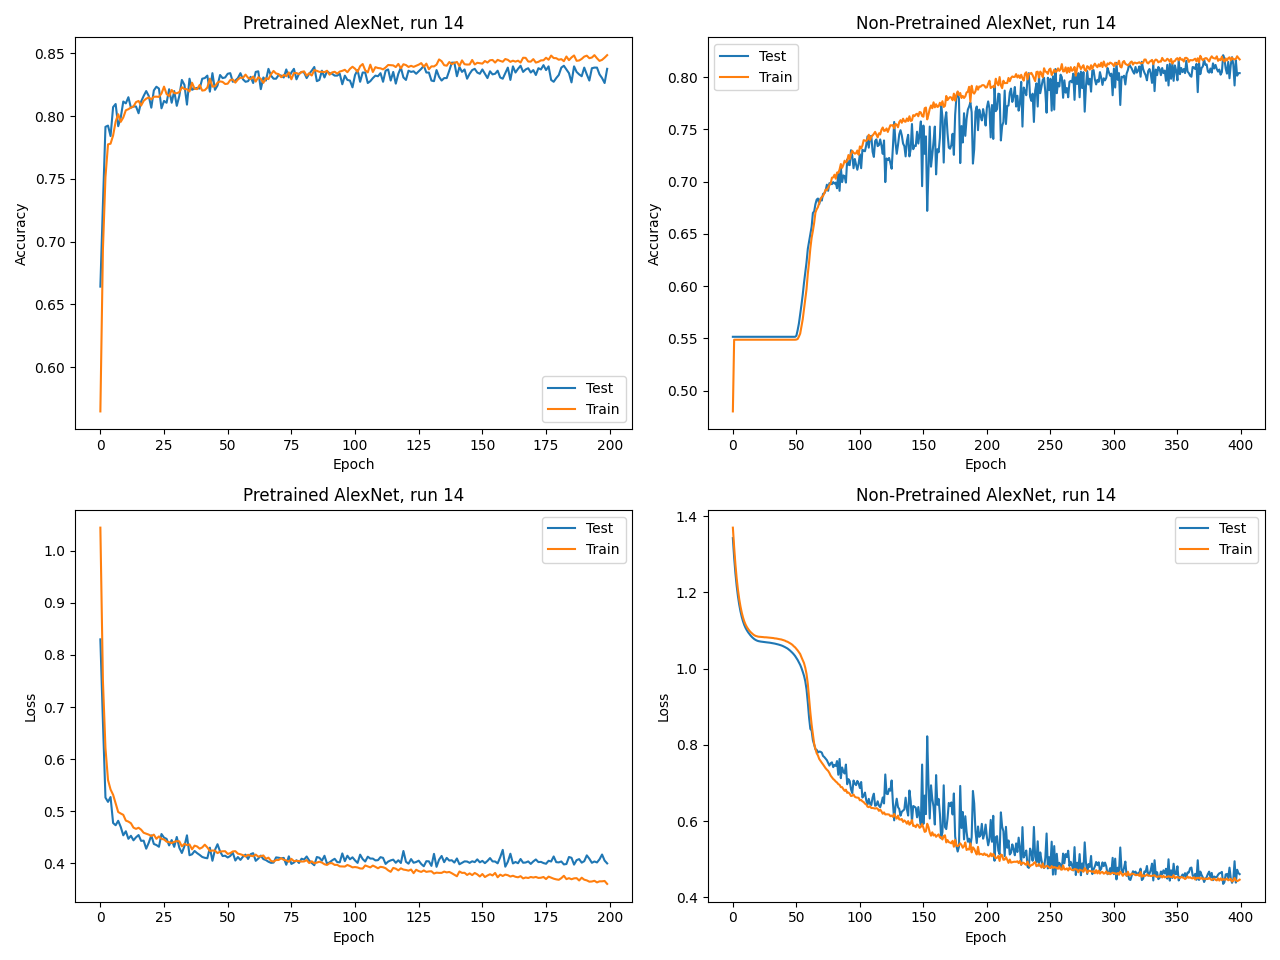 Pretrained AlexNet, run 14
0.85
0.80
0.75
0.70
0.65
0.60
Accuracy
Test
Train
0 25 50 75 100 125 150 175 200
Epoch
Non-Pretrained AlexNet, run 14
Test
Train
0.80
0.75
0.70
0.65
0.60
0.55
0.50
Accuracy
0 50 100 150 200 250 300 350 400
Epoch
Pretrained AlexNet, run 14
Test
Train
1.0
0.9
0.8
0.7
0.6
0.5
0.4
Loss
0 25 50 75 100 125 150 175 200
Epoch
Non-Pretrained AlexNet, run 14
Test
Train
1.4
1.2
1.0
0.8
0.6
0.4
Loss
0 50 100 150 200 250 300 350 400
Epoch